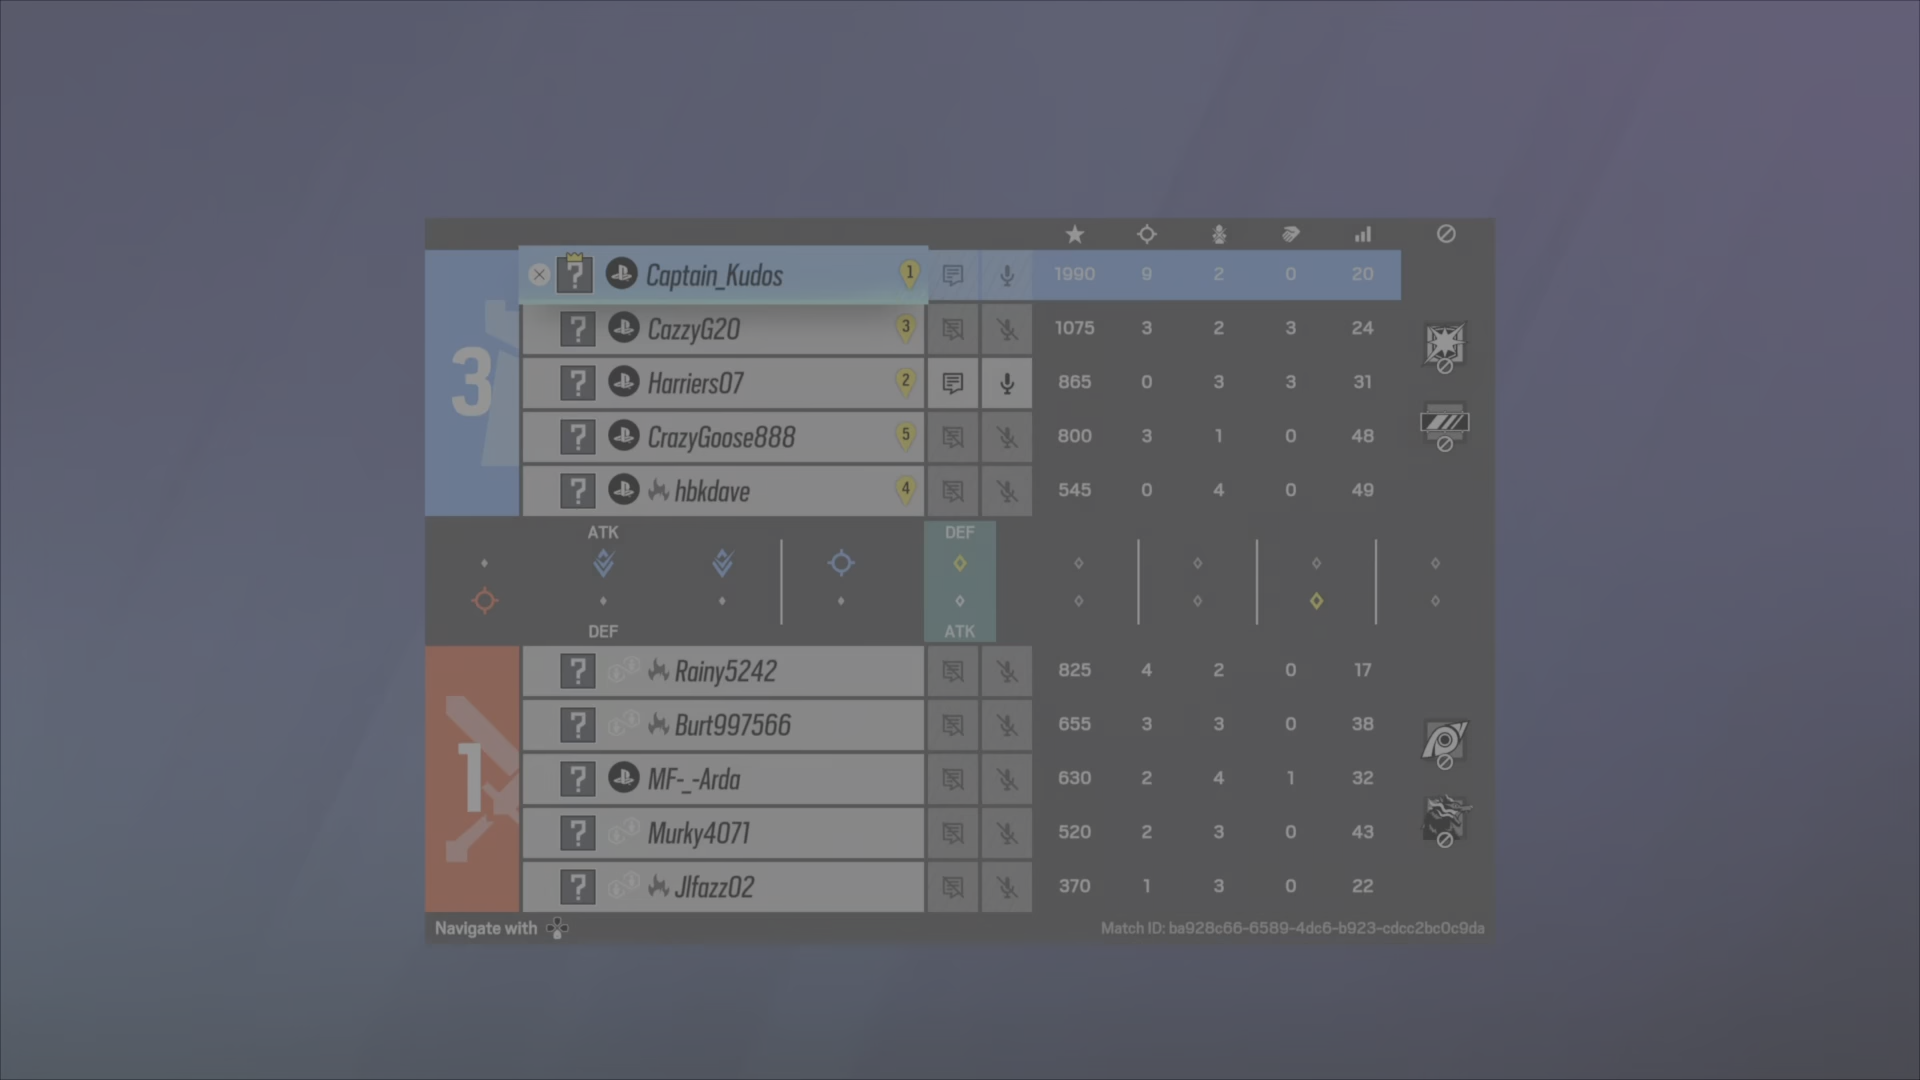 Captain_Kudos 1 1990 9 2 0 20
CazzyG20 3 1075 3 2 3 24
Harriers07 2 865 0 3 3 31
3
CrazyGoose888 5 800 3 1 0 48
hbkdave 4 545 0 4 0 49
ATK DEF
DEF ATK
Rainy5242 825 4 2 0 17
Burt997566 655 3 3 0 38
1
MF-_-Arda 630 2 4 1 32
Murky4071 520 2 3 0 43
Jlfazz02 370 1 3 0 22
Navigate with
Match ID: ba928c66-6589-4dc6-b923-cdcc2bc0c9da